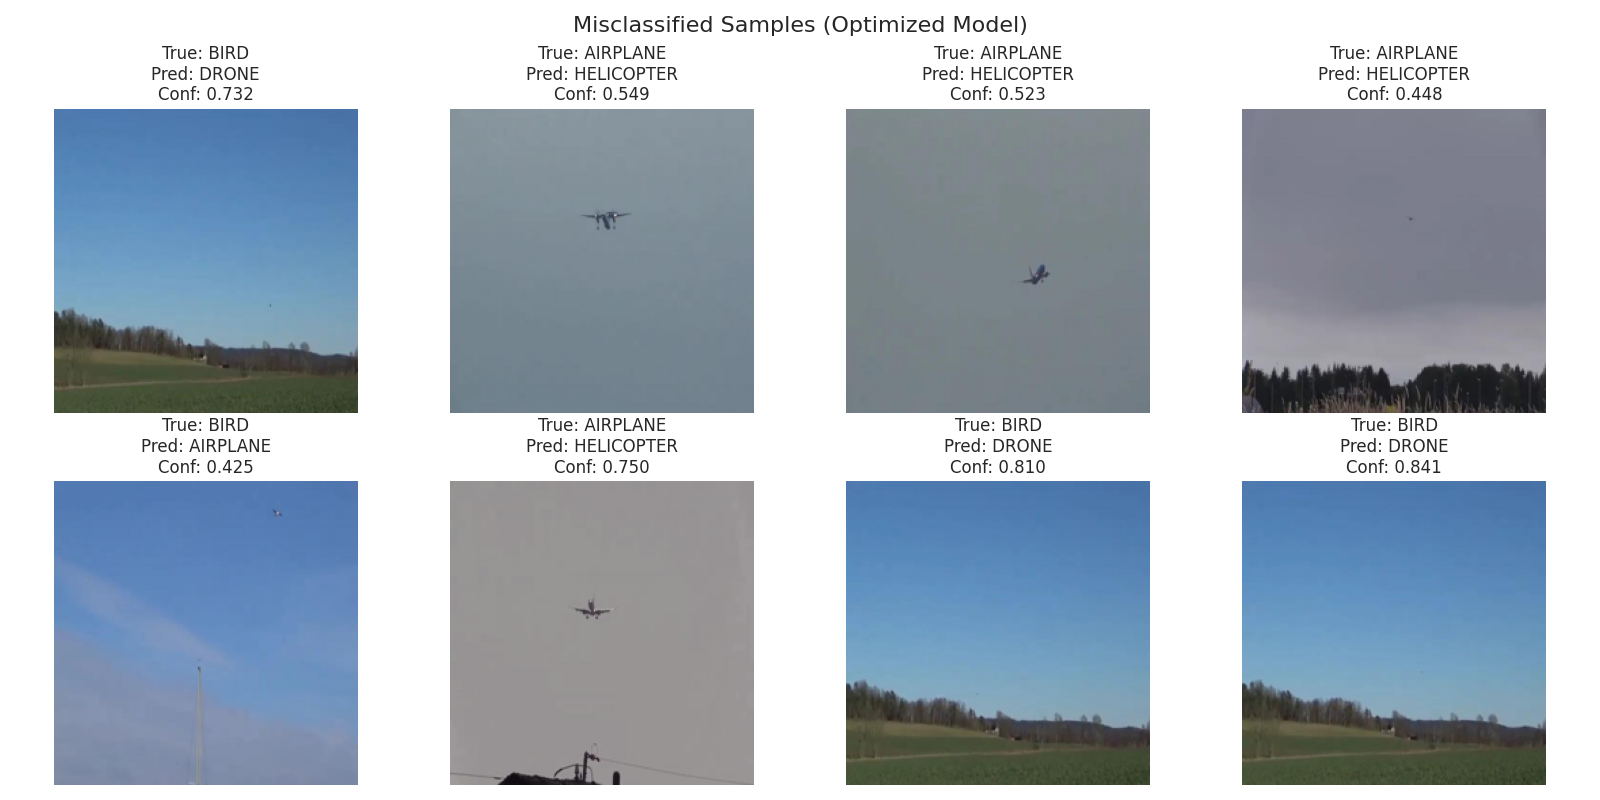 Misclassified Samples (Optimized Model)
True: BIRD
Pred: DRONE
Conf: 0.732
True: AIRPLANE
Pred: HELICOPTER
Conf: 0.549
True: AIRPLANE
Pred: HELICOPTER
Conf: 0.523
True: AIRPLANE
Pred: HELICOPTER
Conf: 0.448
True: BIRD
Pred: AIRPLANE
Conf: 0.425
True: AIRPLANE
Pred: HELICOPTER
Conf: 0.750
True: BIRD
Pred: DRONE
Conf: 0.810
True: BIRD
Pred: DRONE
Conf: 0.841